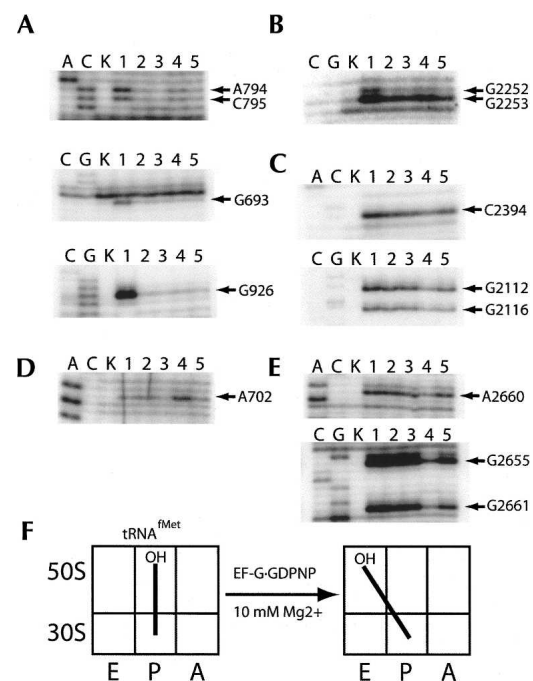 A
A C K 1 2 3 4 5
A794
C795
C G K 1 2 3 4 5
G693
C G K 1 2 3 4 5
G926
B
C G K 1 2 3 4 5
G2252
G2253
C
A C K 1 2 3 4 5
C2394
C G K 1 2 3 4 5
G2112
G2116
D
A C K 1 2 3 4 5
A702
E
A C K 1 2 3 4 5
A2660
C G K 1 2 3 4 5
G2655
G2661
F
tRNA^fMet
50S
30S
OH
E P A
EF-G·GDPNP
10 mM Mg2+
OH
E P A